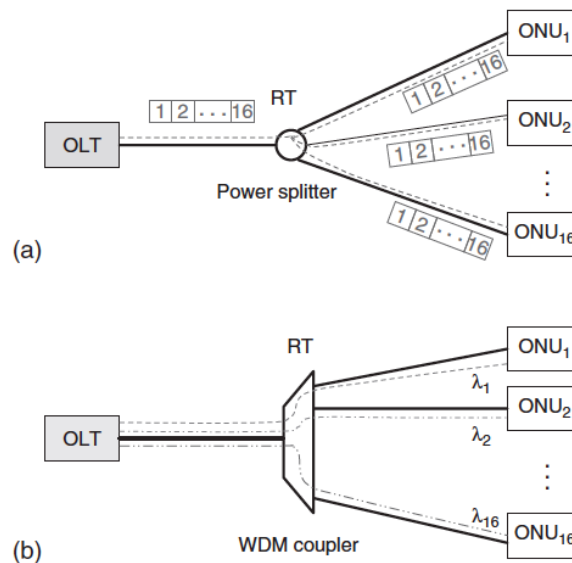 ONU1
RT
1 2 ... 16
1 2 ... 16
OLT
ONU2
1 2 ... 16
Power splitter
⋮
1 2 ... 16
ONU16
(a)
RT
ONU1
λ1
OLT
ONU2
λ2
⋮
λ16
ONU16
WDM coupler
(b)